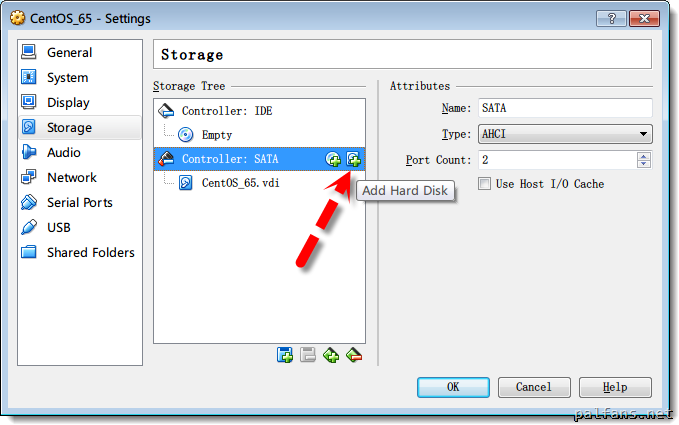 CentOS_65 - Settings
General
System
Display
Storage
Audio
Network
Serial Ports
USB
Shared Folders
Storage
Storage Tree
Controller: IDE
Empty
Controller: SATA
CentOS_65.vdi
Add Hard Disk
Attributes
Name: SATA
Type: AHCI
Port Count: 2
Use Host I/O Cache
OK
Cancel
Help
palfans.net